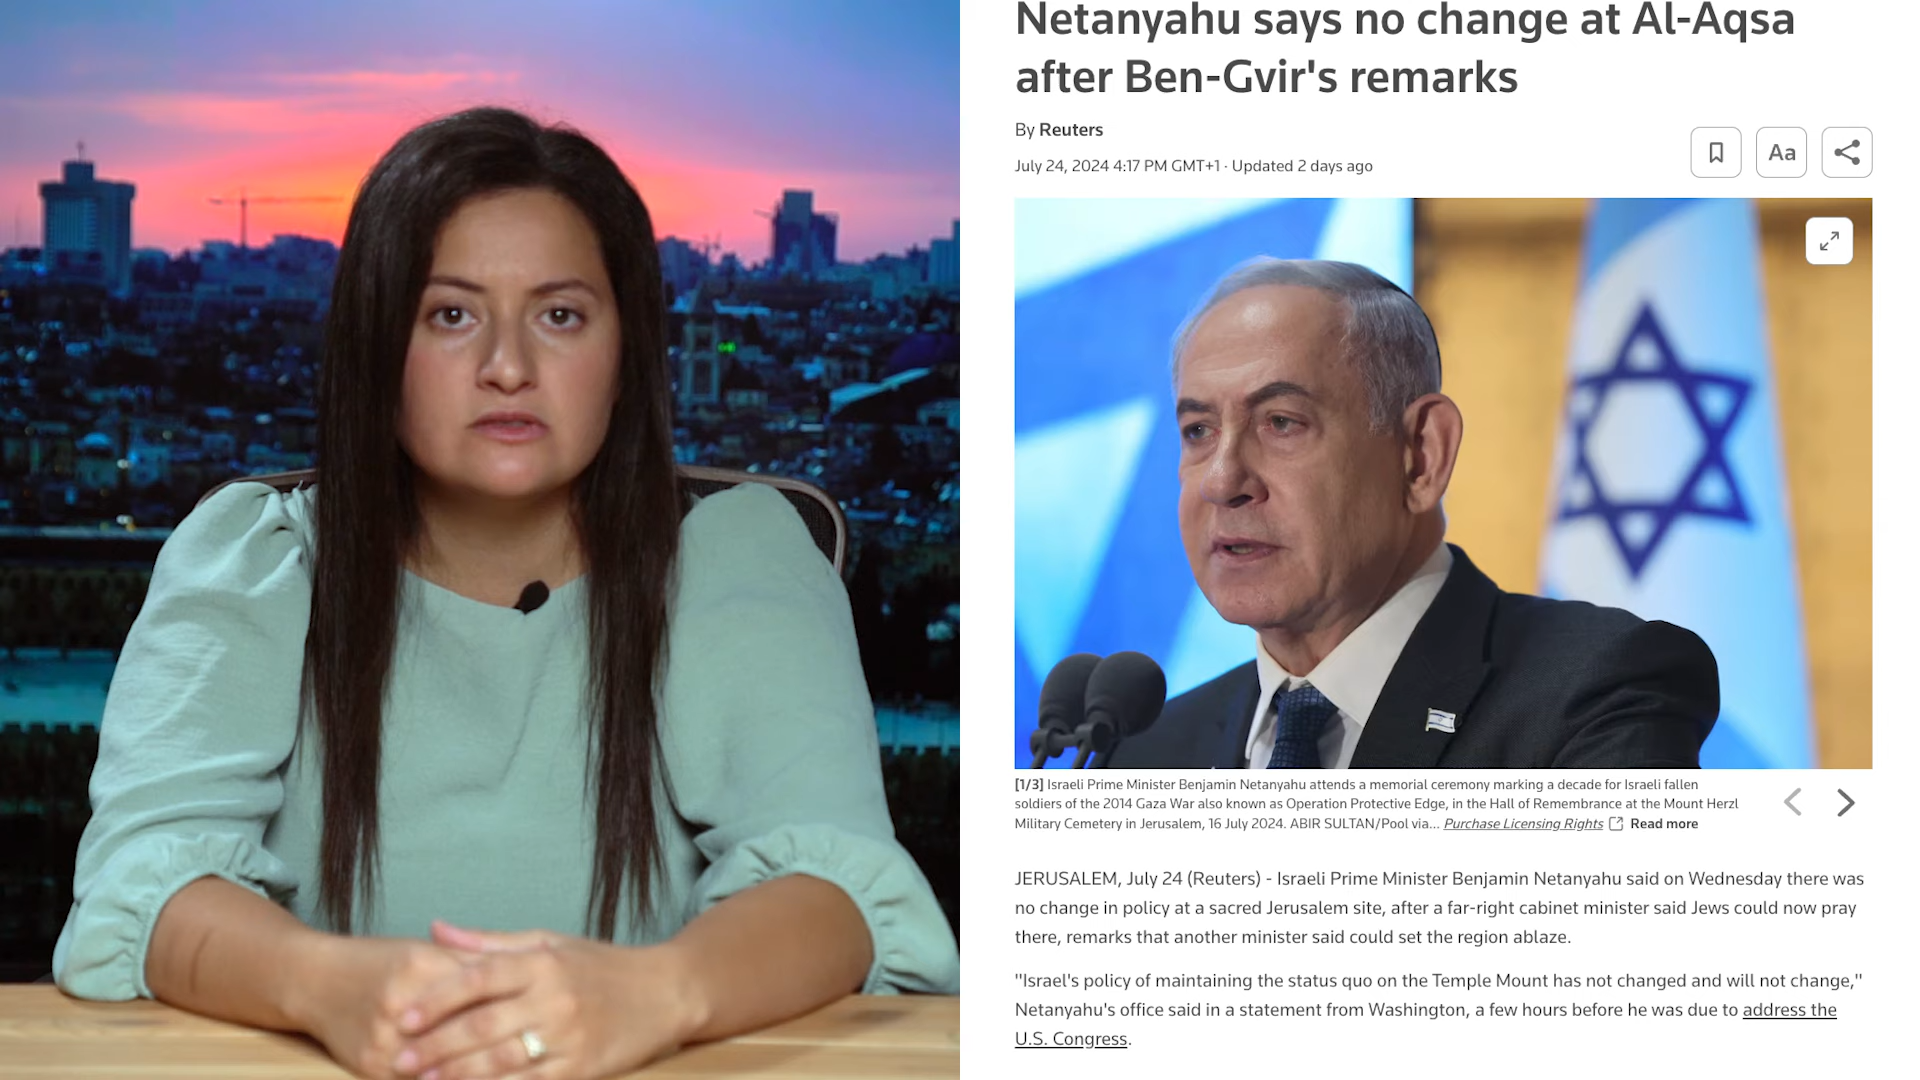 Netanyahu says no change at Al-Aqsa
after Ben-Gvir's remarks
By Reuters
July 24, 2024 4:17 PM GMT+1 · Updated 2 days ago
Aa
[1/3] Israeli Prime Minister Benjamin Netanyahu attends a memorial ceremony marking a decade for Israeli fallen
soldiers of the 2014 Gaza War also known as Operation Protective Edge, in the Hall of Remembrance at the Mount Herzl
Military Cemetery in Jerusalem, 16 July 2024. ABIR SULTAN/Pool via... Purchase Licensing Rights Read more
JERUSALEM, July 24 (Reuters) - Israeli Prime Minister Benjamin Netanyahu said on Wednesday there was
no change in policy at a sacred Jerusalem site, after a far-right cabinet minister said Jews could now pray
there, remarks that another minister said could set the region ablaze.
"Israel's policy of maintaining the status quo on the Temple Mount has not changed and will not change,"
Netanyahu's office said in a statement from Washington, a few hours before he was due to address the
U.S. Congress.